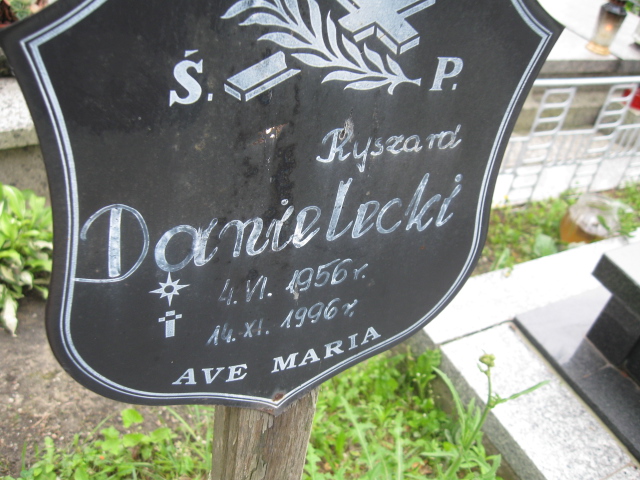 Ś. P.
Ryszard
Danielecki
4. VI. 1956 r.
14. XI. 1996 r.
AVE MARIA